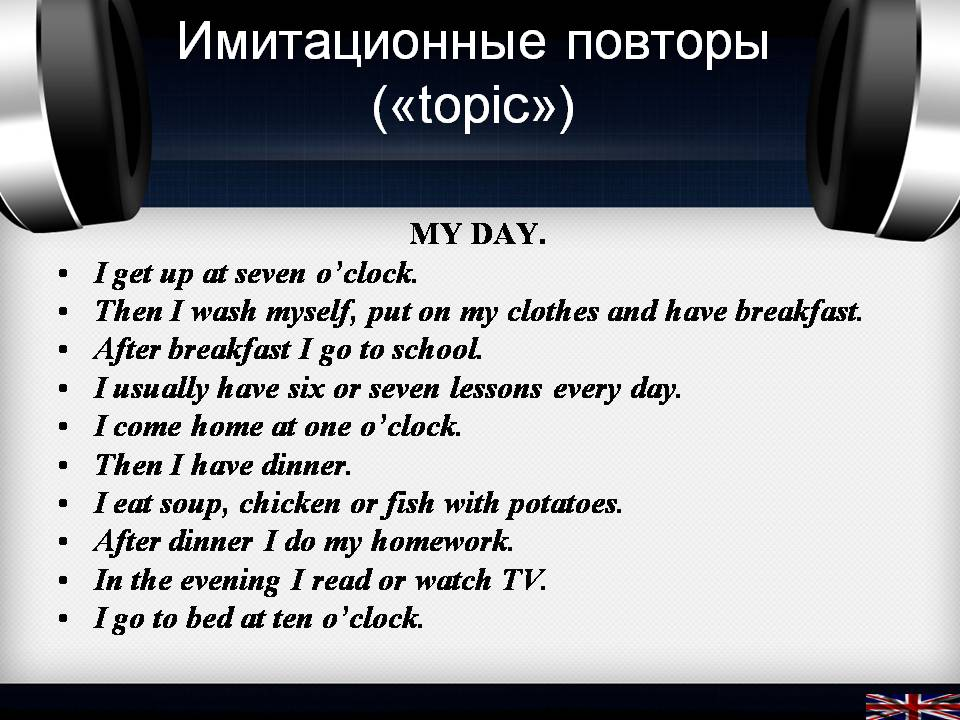 Имитационные повторы
(«topic»)
MY DAY.
• I get up at seven o’clock.
• Then I wash myself, put on my clothes and have breakfast.
• After breakfast I go to school.
• I usually have six or seven lessons every day.
• I come home at one o’clock.
• Then I have dinner.
• I eat soup, chicken or fish with potatoes.
• After dinner I do my homework.
• In the evening I read or watch TV.
• I go to bed at ten o’clock.